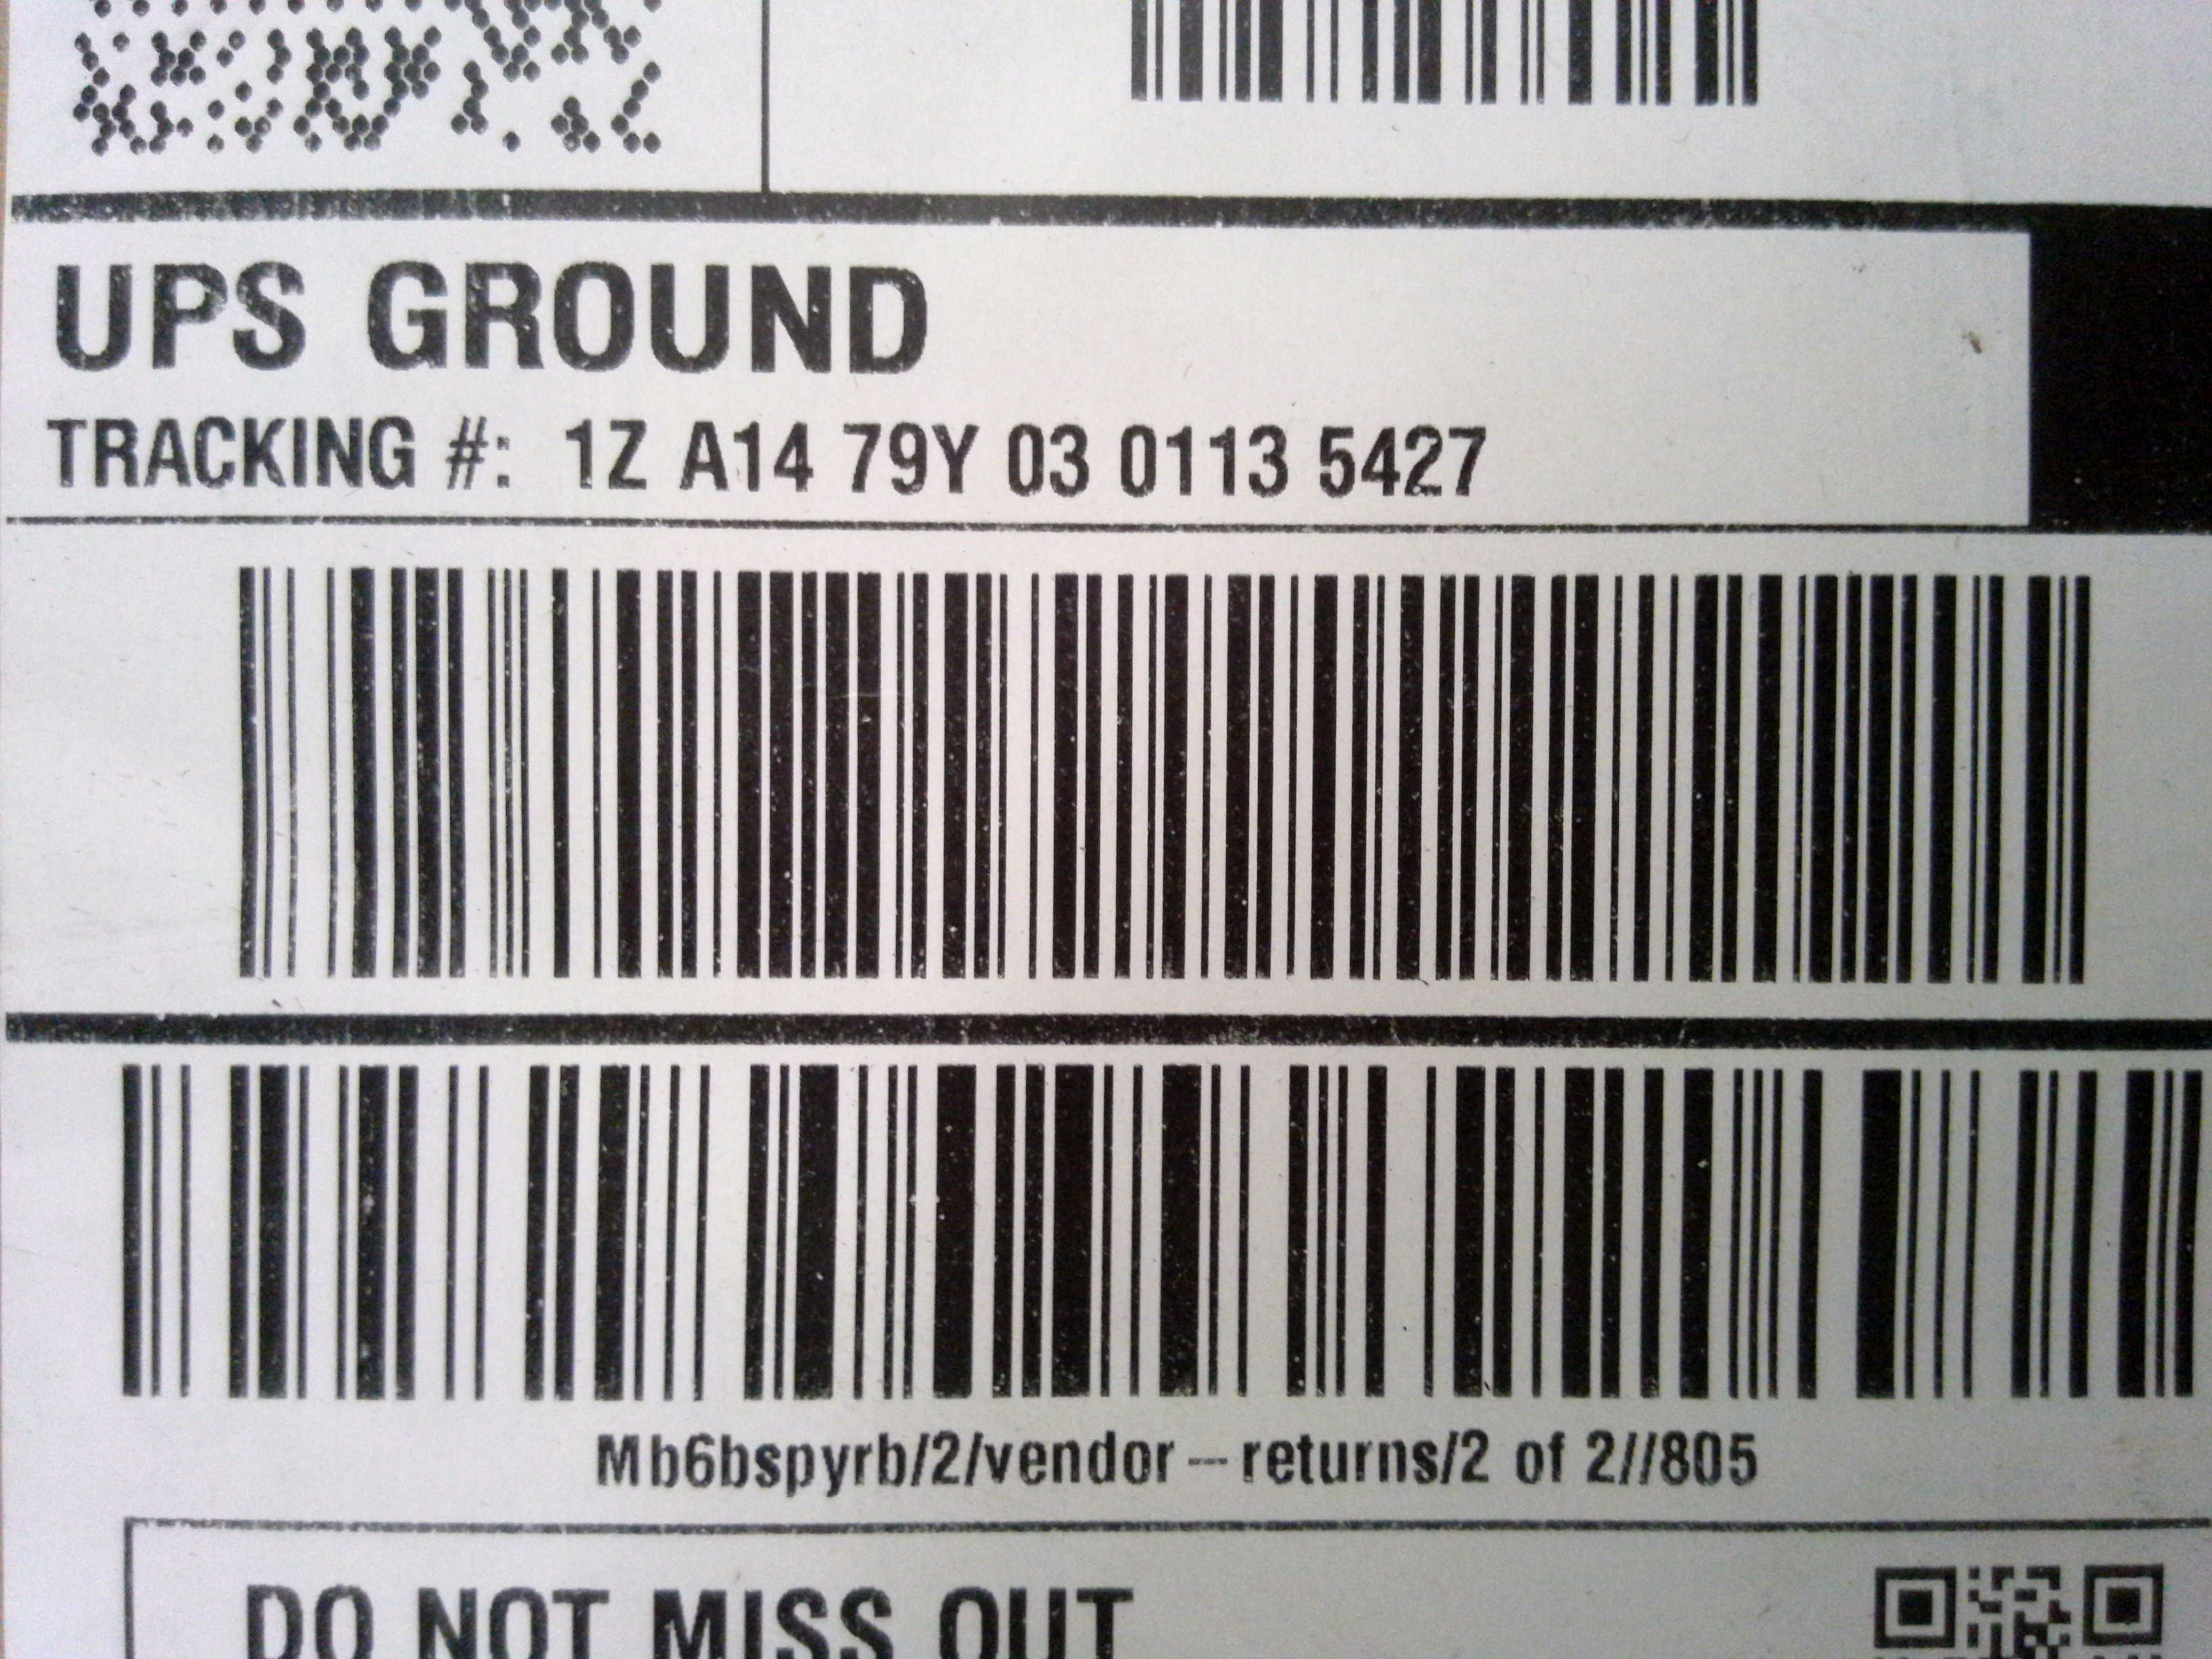 UPS GROUND
TRACKING #: 1Z A14 79Y 03 0113 5427
Mb6bspyrb/2/vendor-returns/2 of 2//805
DO NOT MISS OUT